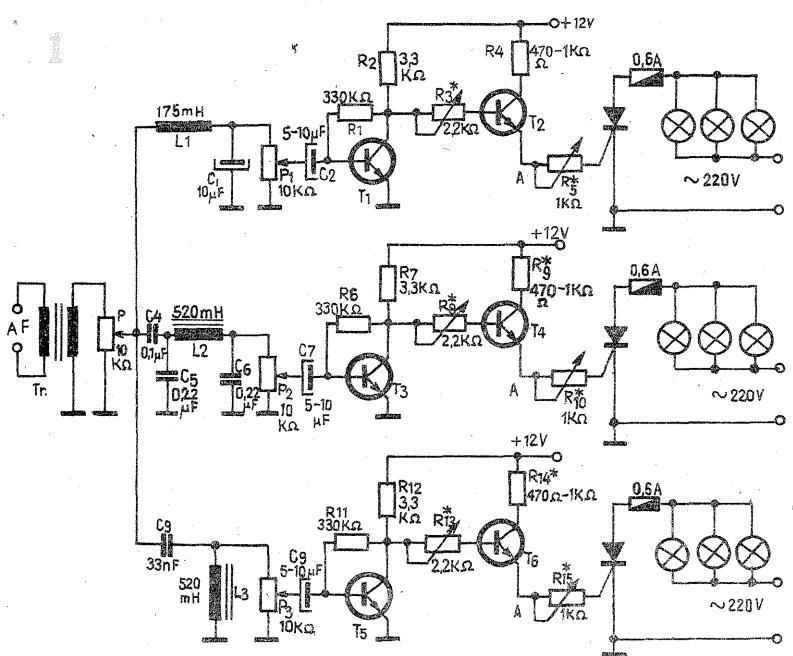 +12V
R2
3,3
KΩ
R4
470-1KΩ
Ω
0,6A
175mH
L1
330KΩ
R1
R3*
2,2KΩ
T2
5-10µF
C1
10µF
P1
10KΩ
C2
T1
A
R*5
1KΩ
~220V
+12V
R7
3,3KΩ
R*9
470-1KΩ
Ω
0,6A
AF
Tr.
P
10
KΩ
C4
0,1µF
520mH
L2
R6
330KΩ
2,2KΩ
T4
C5
0,22
µF
C6
0,22
µF
P2
10
KΩ
C7
5-10
µF
T3
A
R*10
1KΩ
~220V
+12V
R12
3,3
KΩ
R14*
470Ω-1KΩ
0,6A
R11
330KΩ
R13*
2,2KΩ
T6
C9
33nF
C9
5-10µF
520
mH
L3
P3
10KΩ
T5
A
R15*
1KΩ
~220V